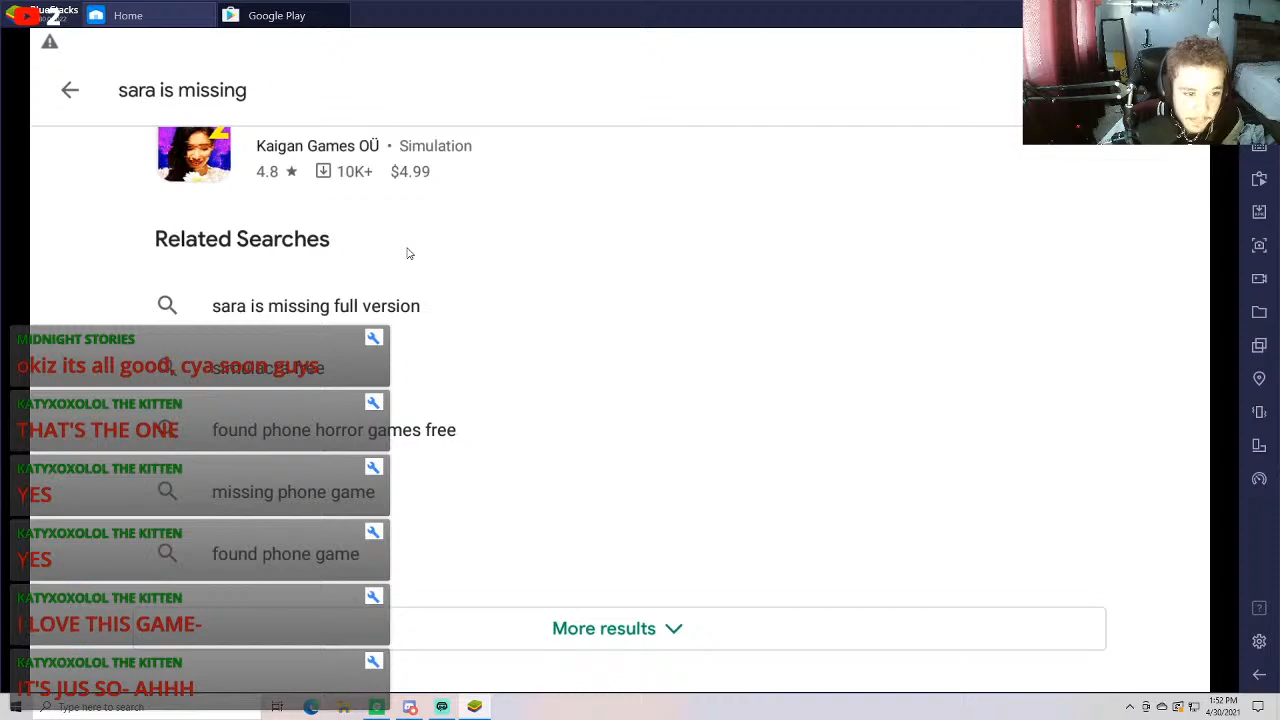 BlueStacks
2
Home
Google Play
sara is missing
Kaigan Games OÜ • Simulation
4.8 ★ 10K+ $4.99
Related Searches
sara is missing full version
MIDNIGHT STORIES
okiz its all good, cya soon guys
simulacra free
KATYXOXOLOL THE KITTEN
THAT'S THE ONE
found phone horror games free
KATYXOXOLOL THE KITTEN
YES
missing phone game
KATYXOXOLOL THE KITTEN
YES
found phone game
KATYXOXOLOL THE KITTEN
I LOVE THIS GAME-
More results
KATYXOXOLOL THE KITTEN
IT'S JUS SO- AHHH
Type here to search
1:52 PM
4/30/2021